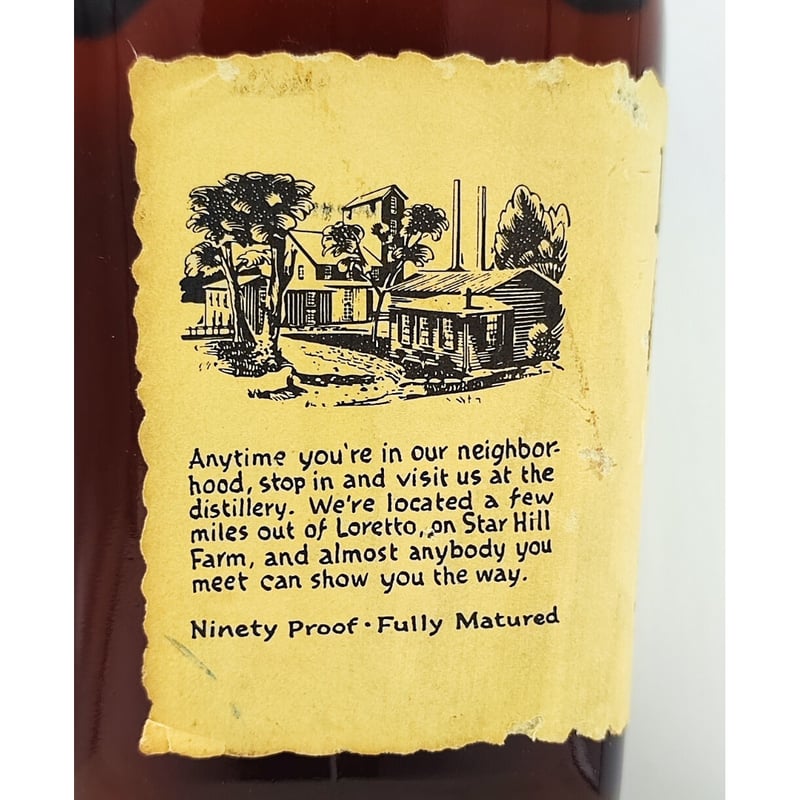 Anytime you're in our neighbor-
hood, stop in and visit us at the
distillery. We're located a few
miles out of Loretto, on Star Hill
Farm, and almost anybody you
meet can show you the way.
Ninety Proof · Fully Matured